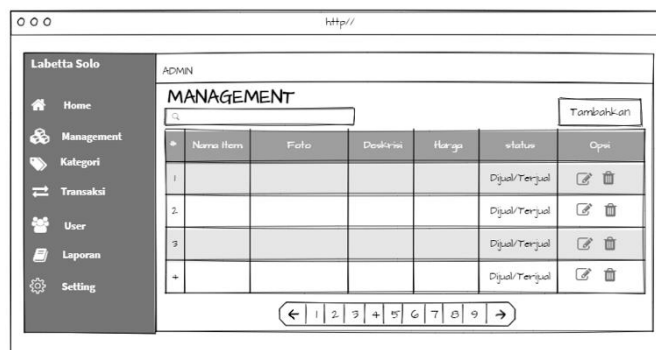 http//
Labetta Solo
ADMIN
Home
Management
Kategori
Transaksi
User
Laporan
Setting
MANAGEMENT
Tambahkan
# Nama Item Foto Deskrisi Harga status Opsi
1 Dijual/Terjual
2 Dijual/Terjual
3 Dijual/Terjual
4 Dijual/Terjual
← 1 2 3 4 5 6 7 8 9 →